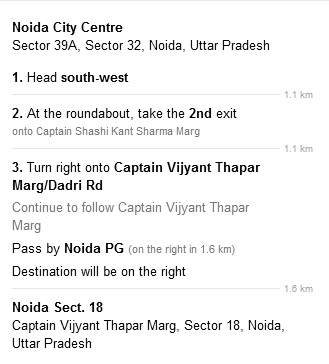 Noida City Centre
Sector 39A, Sector 32, Noida, Uttar Pradesh
1. Head south-west
1.1 km
2. At the roundabout, take the 2nd exit
onto Captain Shashi Kant Sharma Marg
1.1 km
3. Turn right onto Captain Vijyant Thapar
Marg/Dadri Rd
Continue to follow Captain Vijyant Thapar
Marg
Pass by Noida PG (on the right in 1.6 km)
Destination will be on the right
1.6 km
Noida Sect. 18
Captain Vijyant Thapar Marg, Sector 18, Noida,
Uttar Pradesh